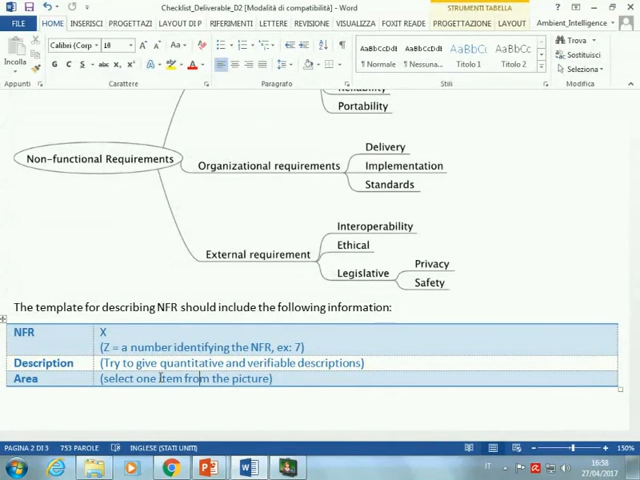 Checklist_Deliverable_D2 [Modalità di compatibilità] - Word
STRUMENTI TABELLA
FILE HOME INSERISCI PROGETTAZI LAYOUT DI P RIFERIMENTI LETTERE REVISIONE VISUALIZZA FOXIT READER PROGETTAZIONE LAYOUT Ambient_Intelligence
Incolla
Calibri (Corp 10
G C S abc
AaBbCcDdI AaBbCcDdI AaBbC( AaBbCcD
¶ Normale ¶ Nessuna... Titolo 1 Titolo 2
Trova
Sostituisci
Seleziona
Appunti Carattere Paragrafo Stili Modifica
Reliability
Portability
Non-functional Requirements
Organizational requirements
Delivery
Implementation
Standards
External requirement
Interoperability
Ethical
Legislative
Privacy
Safety
The template for describing NFR should include the following information:
NFR X
(Z = a number identifying the NFR, ex: 7)
Description (Try to give quantitative and verifiable descriptions)
Area (select one item from the picture)
PAGINA 2 DI 3 753 PAROLE INGLESE (STATI UNITI) 150%
IT 16:58
27/04/2017